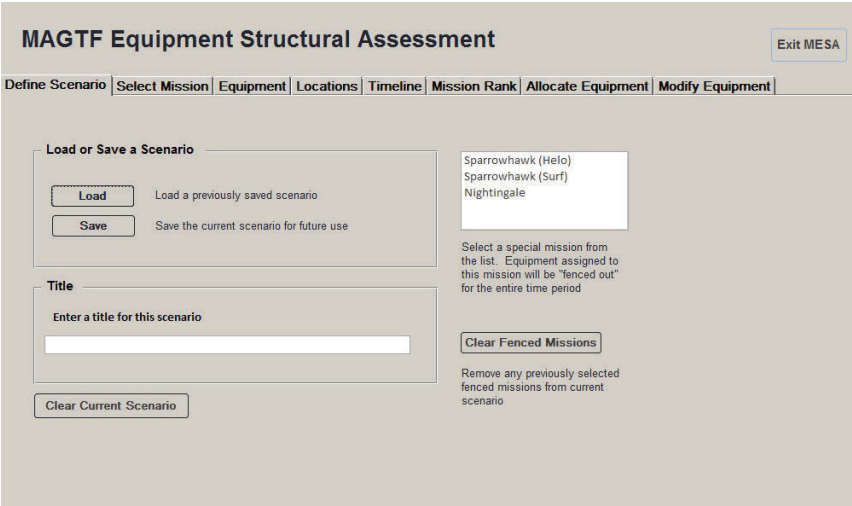 MAGTF Equipment Structural Assessment
Exit MESA
Define Scenario Select Mission Equipment Locations Timeline Mission Rank Allocate Equipment Modify Equipment
Load or Save a Scenario
Load Load a previously saved scenario
Save Save the current scenario for future use
Title
Enter a title for this scenario
Clear Current Scenario
Sparrowhawk (Helo)
Sparrowhawk (Surf)
Nightingale
Select a special mission from
the list. Equipment assigned to
this mission will be "fenced out"
for the entire time period
Clear Fenced Missions
Remove any previously selected
fenced missions from current
scenario